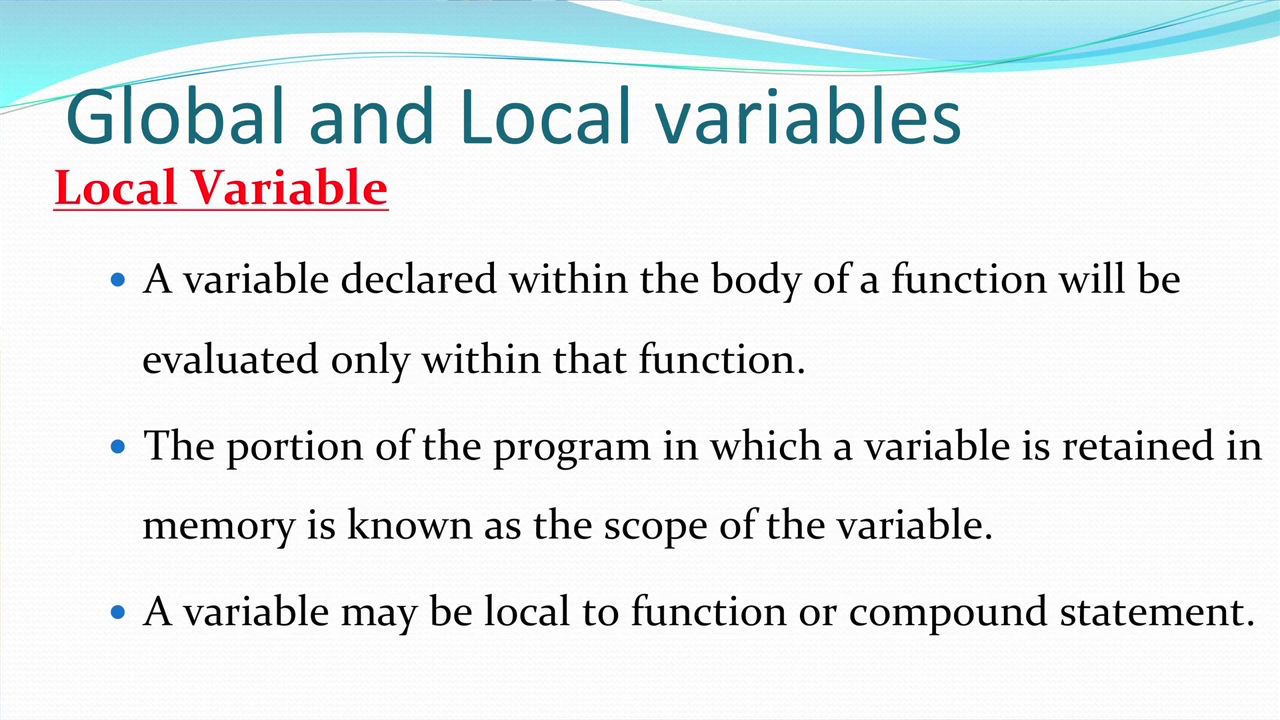 Global and Local variables
Local Variable
• A variable declared within the body of a function will be
evaluated only within that function.
• The portion of the program in which a variable is retained in
memory is known as the scope of the variable.
• A variable may be local to function or compound statement.